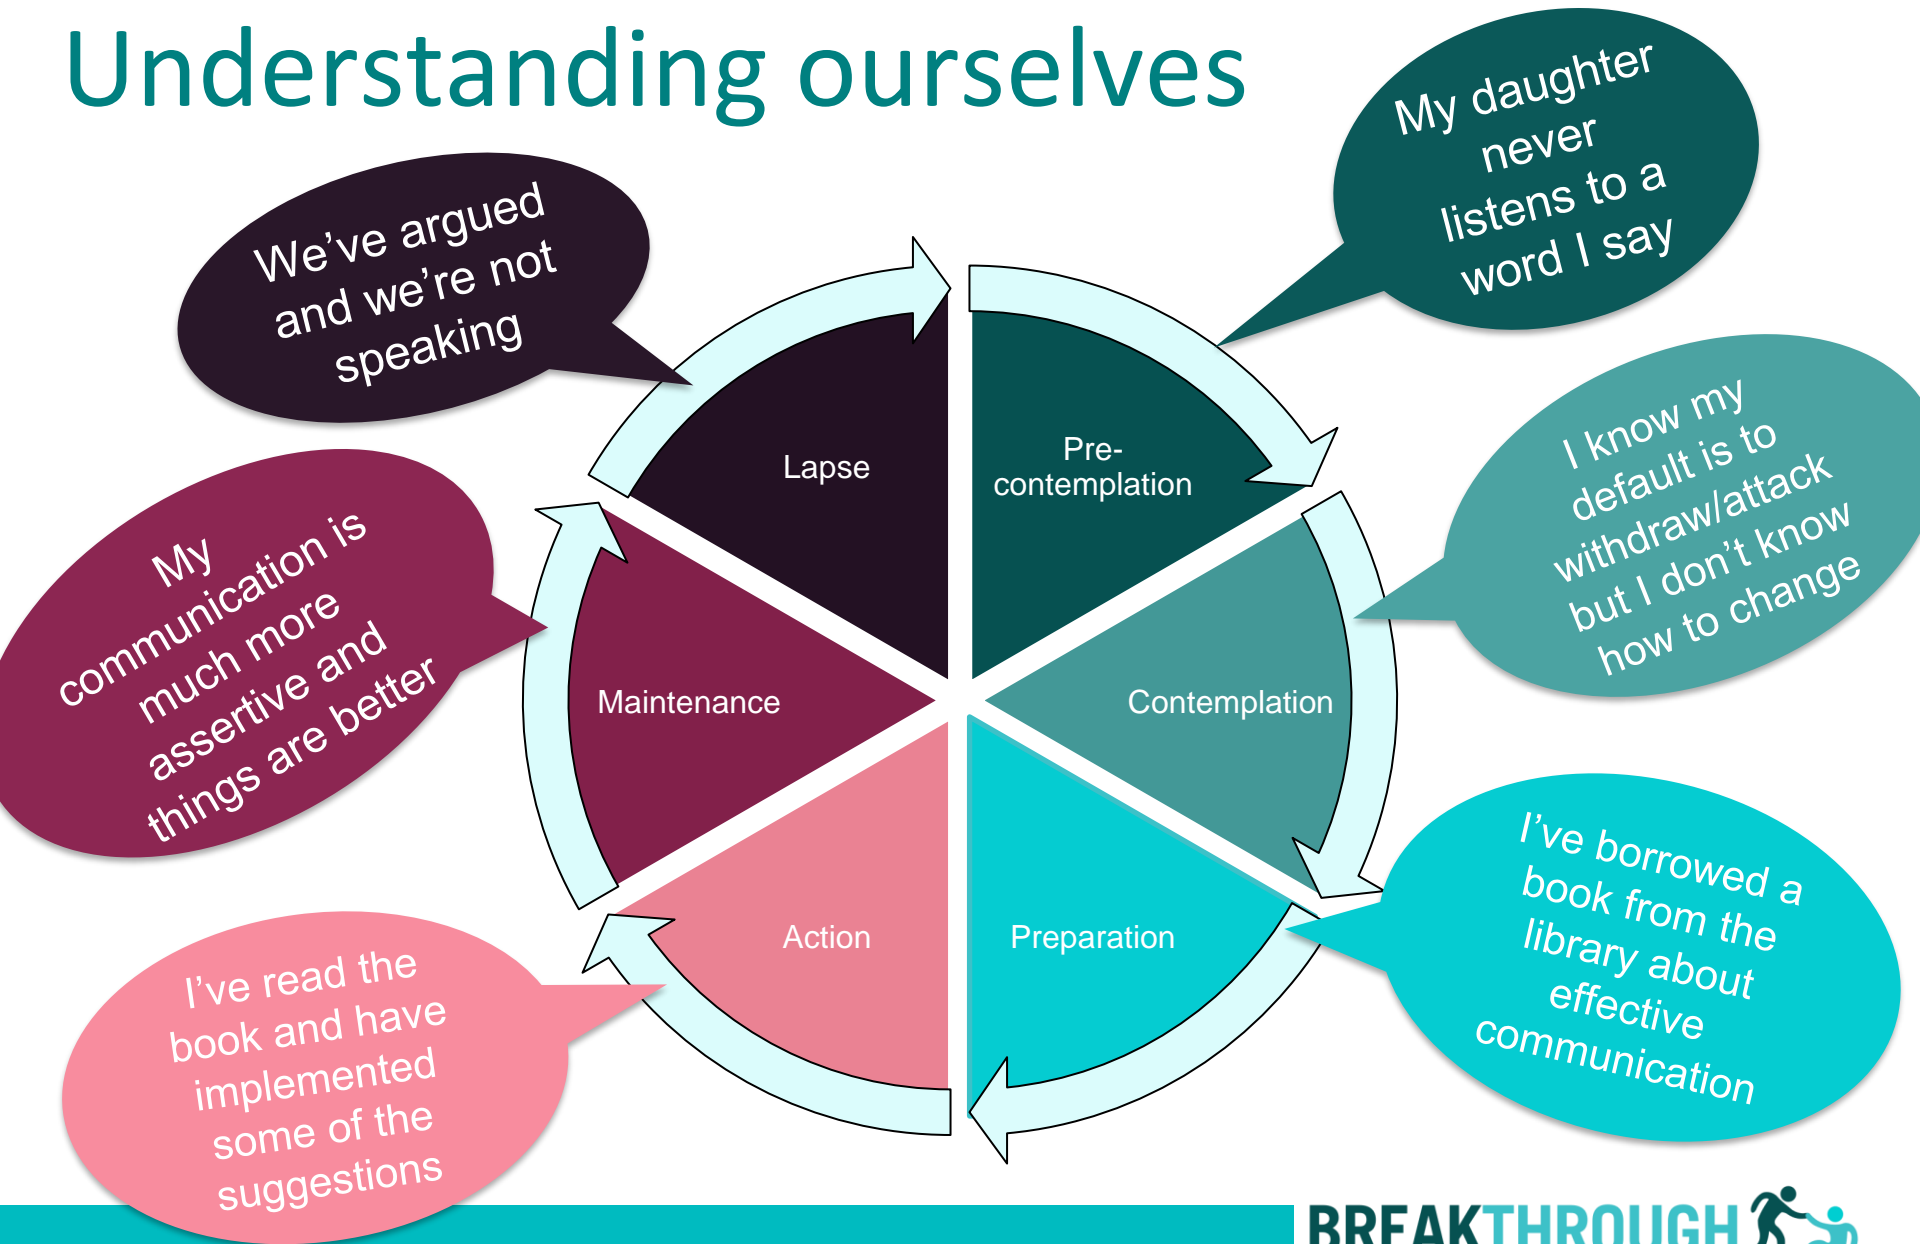 Understanding ourselves
My daughter
never
listens to a
word I say
We’ve argued
and we’re not
speaking
Lapse
Pre-
contemplation
I know my
default is to
withdraw/attack
but I don’t know
how to change
My
communication is
much more
assertive and
things are better
Maintenance
Contemplation
I’ve borrowed a
book from the
library about
effective
communication
Action
Preparation
I’ve read the
book and have
implemented
some of the
suggestions
BREAKTHROUGH